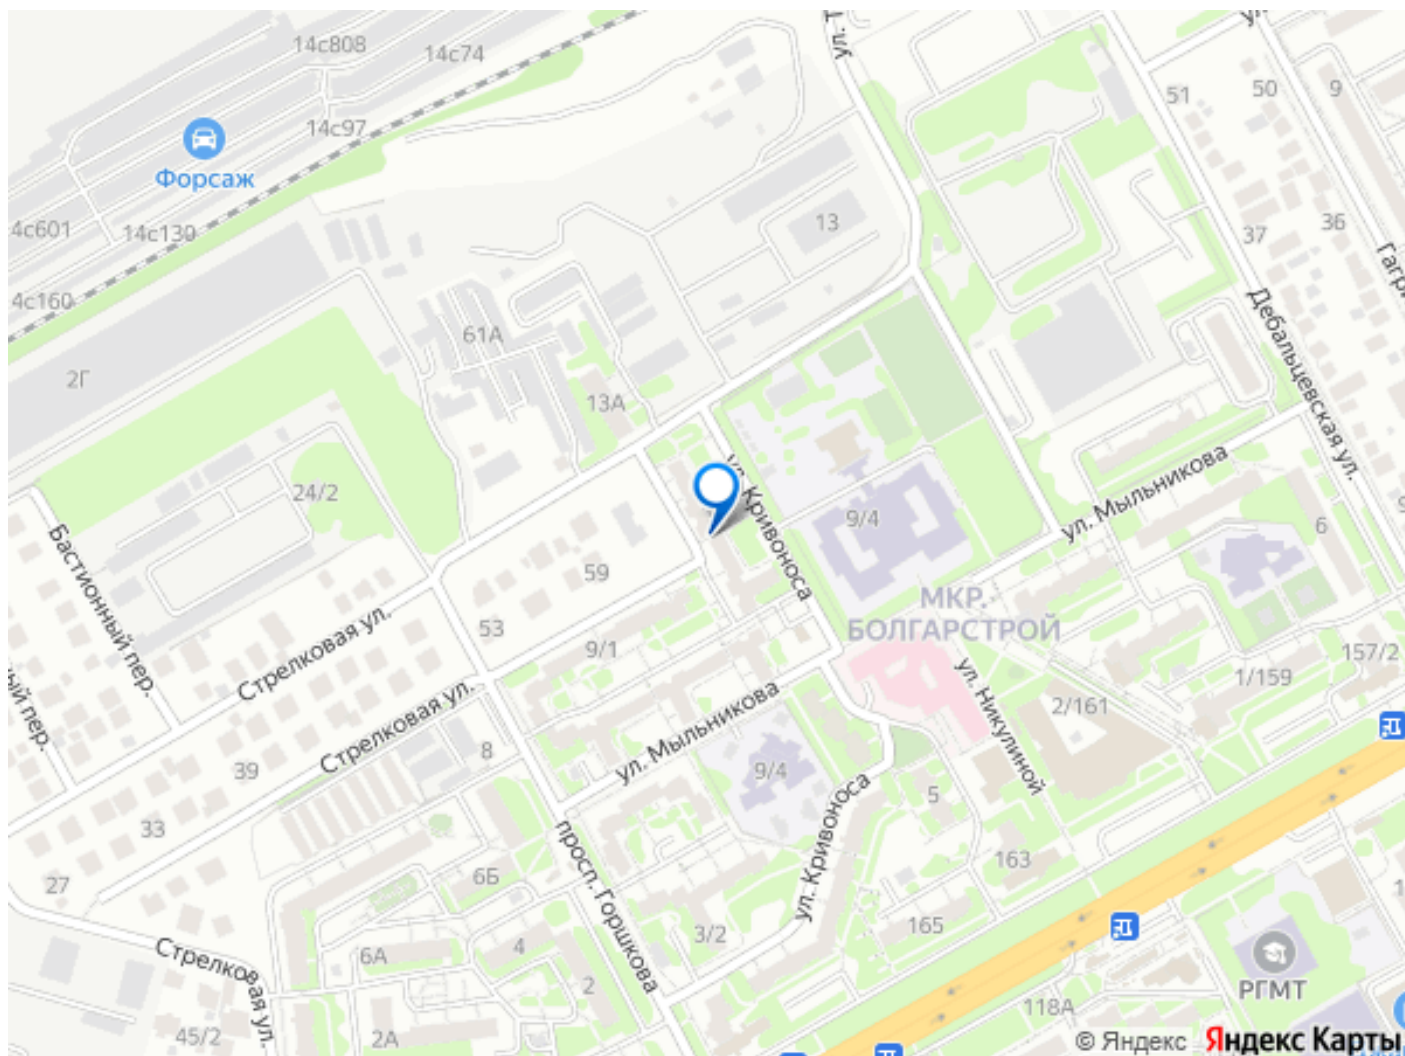 14с808
14с74
14с97
Форсаж
4с601
14с130
4с160
2Г
61А
13А
13
ул.
51
50
9
37
36
Дебальцевская ул.
24/2
Бастионный пер.
Стрелковая ул.
59
53
9/1
ул. Кривоноса
9/4
МКР.
БОЛГАРСТРОЙ
ул. Мыльникова
6
157/2
1/159
2/161
ул. Никулиной
ный пер.
Стрелковая ул.
39
33
27
8
ул. Мыльникова
9/4
ул. Кривоноса
5
163
165
просп. Горшкова
6Б
6А
4
3/2
2
2А
45/2
Стрелковая ул.
118А
РГМТ
© Яндекс Яндекс Карты